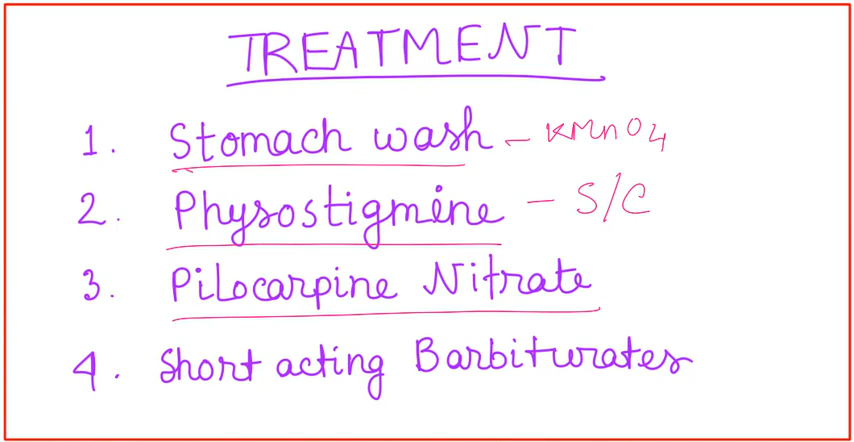 TREATMENT
1. Stomach wash - KMnO4
2. Physostigmine - S/C
3. Pilocarpine Nitrate
4. Short acting Barbiturates